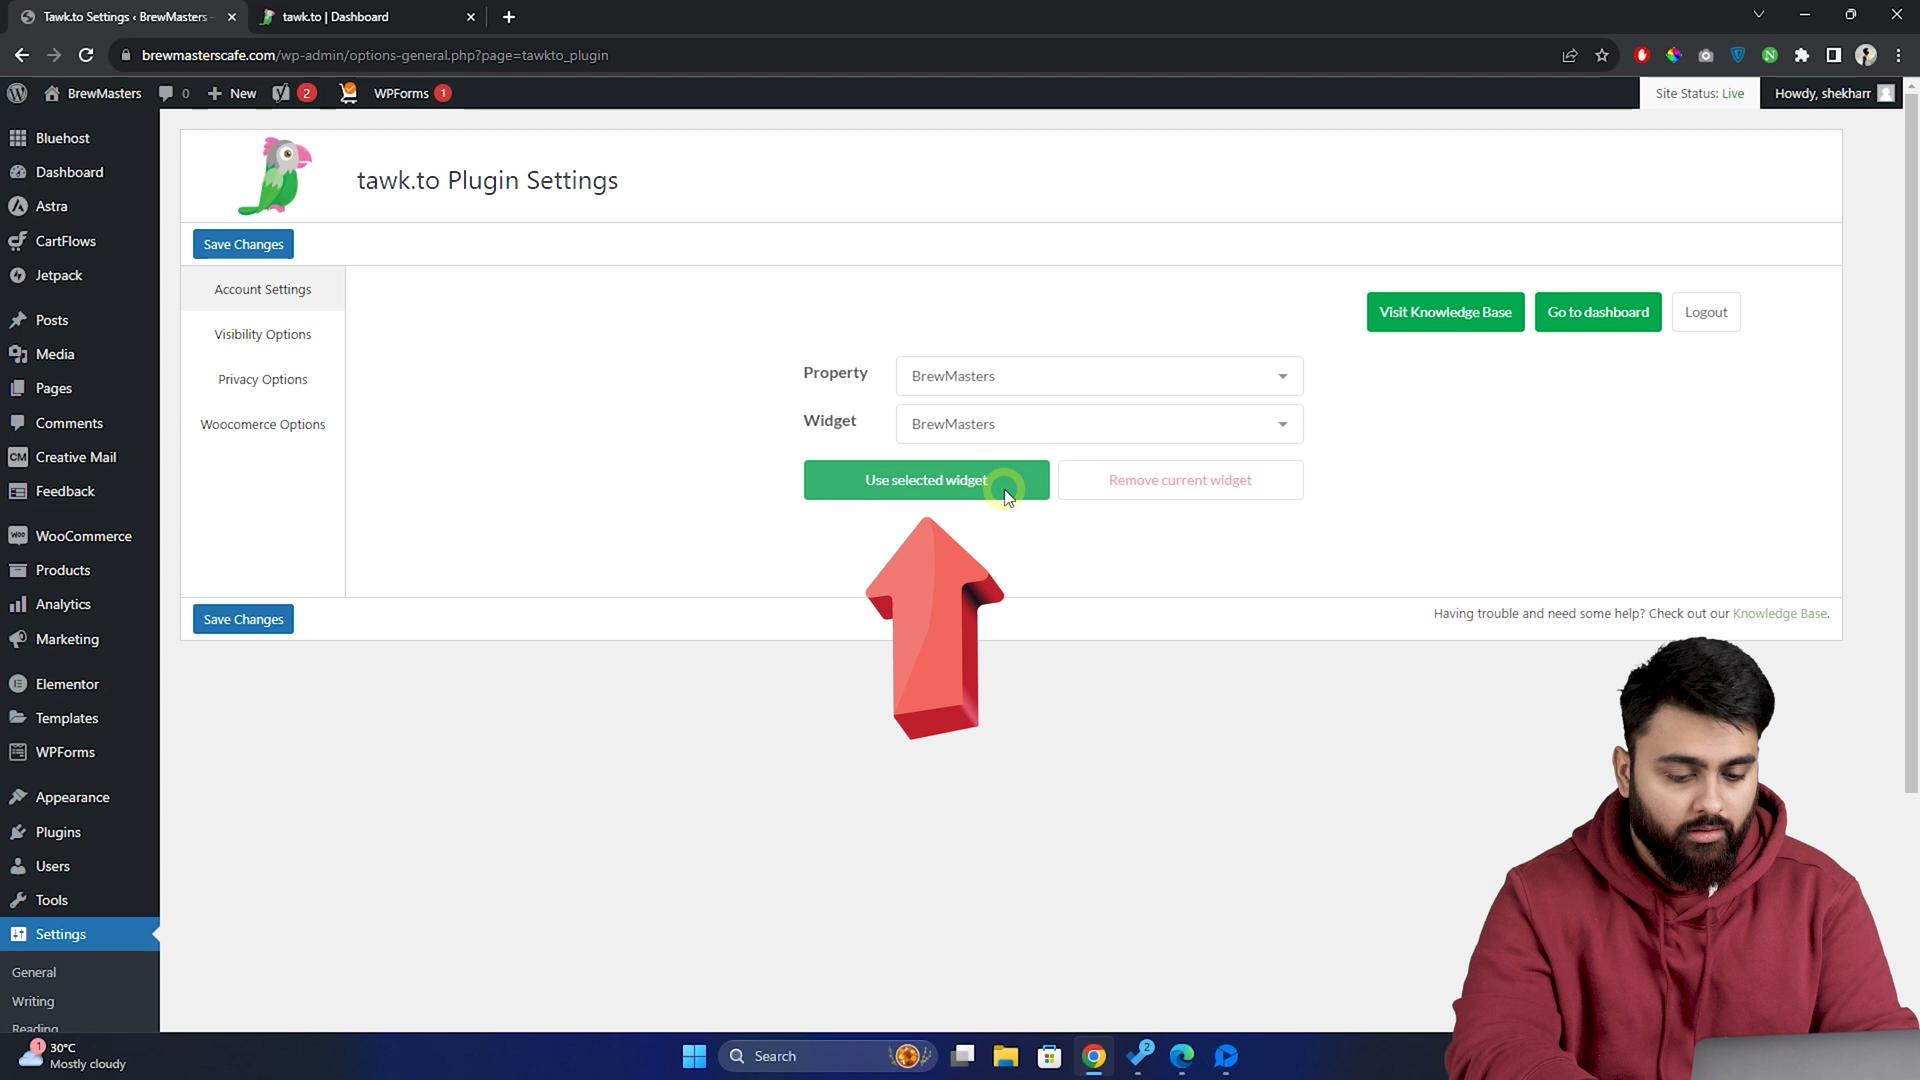 Tawk.to Settings ‹ BrewMasters -
tawk.to | Dashboard
brewmasterscafe.com/wp-admin/options-general.php?page=tawkto_plugin
BrewMasters
0
New
2
WPForms
1
Site Status: Live
Howdy, shekharr
Bluehost
Dashboard
Astra
CartFlows
Jetpack
Posts
Media
Pages
Comments
CM
Creative Mail
Feedback
Woo
WooCommerce
Products
Analytics
Marketing
Elementor
Templates
WPForms
Appearance
Plugins
Users
Tools
Settings
General
Writing
Reading
tawk.to Plugin Settings
Save Changes
Account Settings
Visibility Options
Privacy Options
Woocomerce Options
Visit Knowledge Base
Go to dashboard
Logout
Property
BrewMasters
Widget
BrewMasters
Use selected widget
Remove current widget
Save Changes
Having trouble and need some help? Check out our Knowledge Base.
1
30°C
Mostly cloudy
Search
2